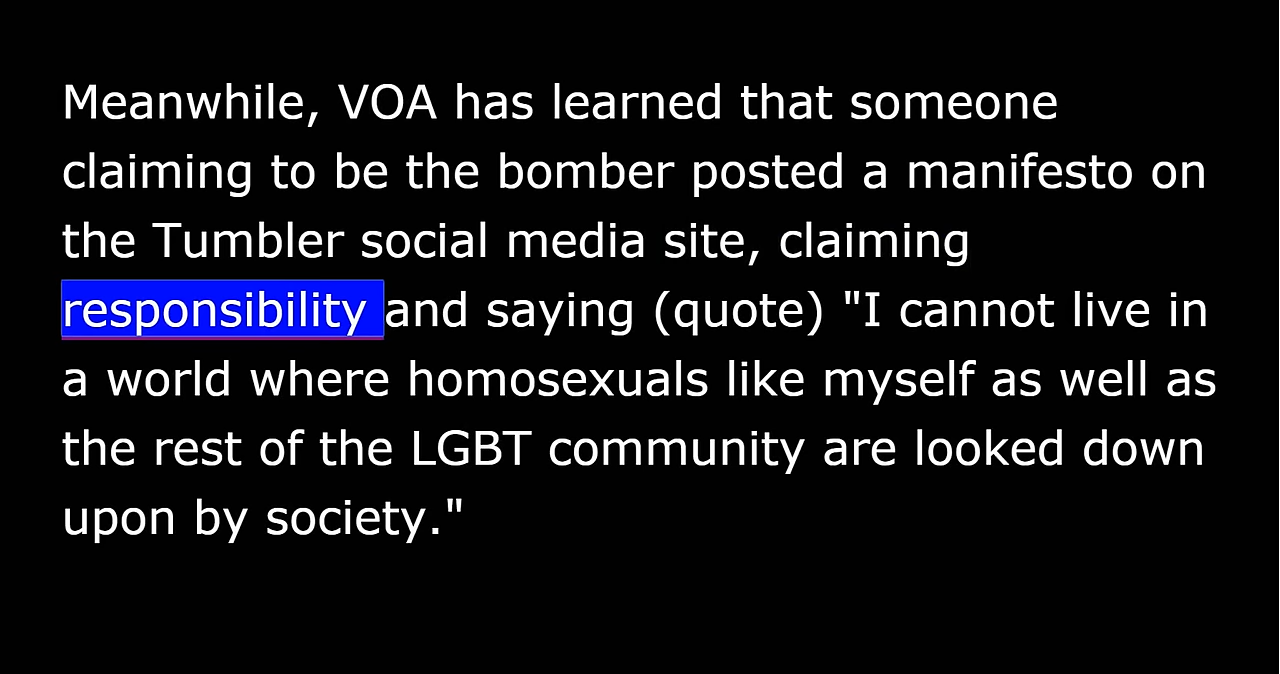 Meanwhile, VOA has learned that someone
claiming to be the bomber posted a manifesto on
the Tumbler social media site, claiming
responsibility and saying (quote) "I cannot live in
a world where homosexuals like myself as well as
the rest of the LGBT community are looked down
upon by society."